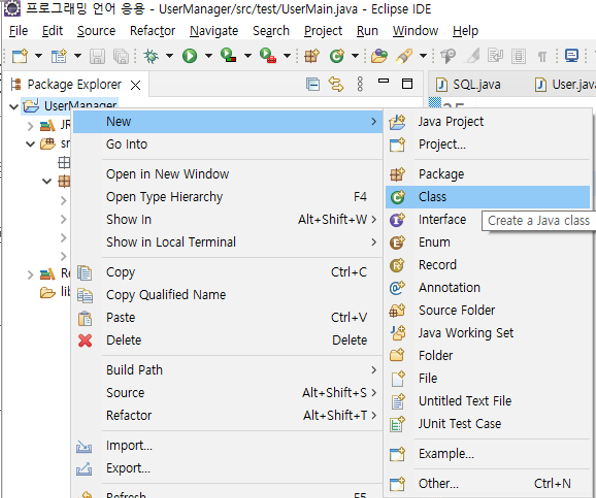 프로그래밍 언어 응용 - UserManager/src/test/UserMain.java - Eclipse IDE
File Edit Source Refactor Navigate Search Project Run Window Help
Package Explorer
SQL.java
User.java
UserManager
JR
sr
Re
lib
New
Go Into
Open in New Window
Open Type Hierarchy F4
Show In Alt+Shift+W
Show in Local Terminal
Copy Ctrl+C
Copy Qualified Name
Paste Ctrl+V
Delete Delete
Build Path
Source Alt+Shift+S
Refactor Alt+Shift+T
Import...
Export...
Refresh F5
Java Project
Project...
Package
Class
Interface
Create a Java class
Enum
Record
Annotation
Source Folder
Java Working Set
Folder
File
Untitled Text File
JUnit Test Case
Example...
Other... Ctrl+N